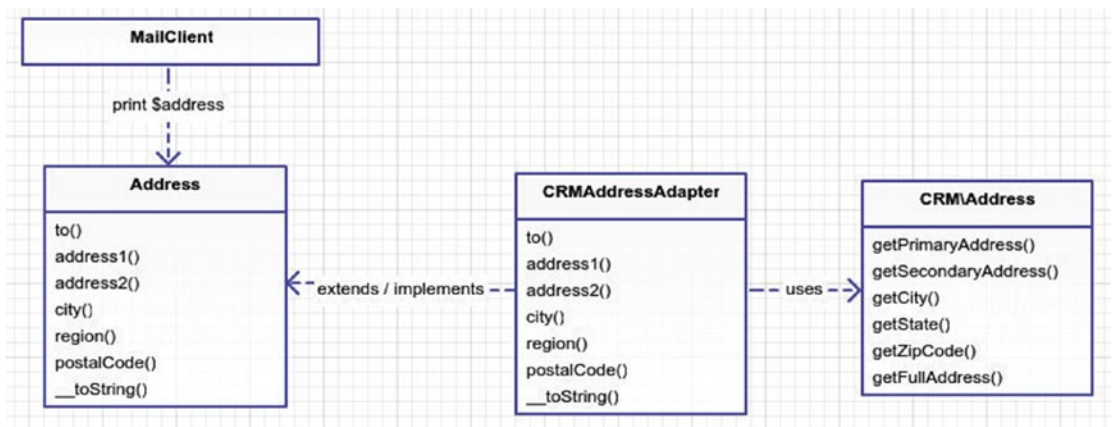 MailClient
print $address
Address
to()
address1()
address2()
city()
region()
postalCode()
__toString()
extends / implements
CRMAddressAdapter
to()
address1()
address2()
city()
region()
postalCode()
__toString()
uses
CRM\Address
getPrimaryAddress()
getSecondaryAddress()
getCity()
getState()
getZipCode()
getFullAddress()